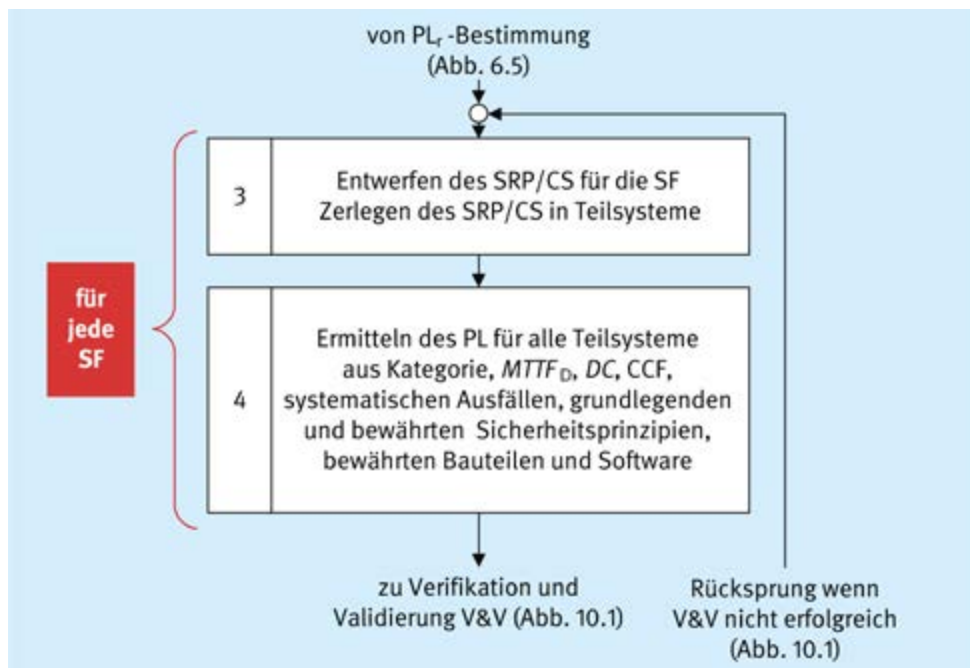 von PLr -Bestimmung
(Abb. 6.5)
3
Entwerfen des SRP/CS für die SF
Zerlegen des SRP/CS in Teilsysteme
für
jede
SF
4
Ermitteln des PL für alle Teilsysteme
aus Kategorie, MTTFD, DC, CCF,
systematischen Ausfällen, grundlegenden
und bewährten Sicherheitsprinzipien,
bewährten Bauteilen und Software
zu Verifikation und
Validierung V&V (Abb. 10.1)
Rücksprung wenn
V&V nicht erfolgreich
(Abb. 10.1)